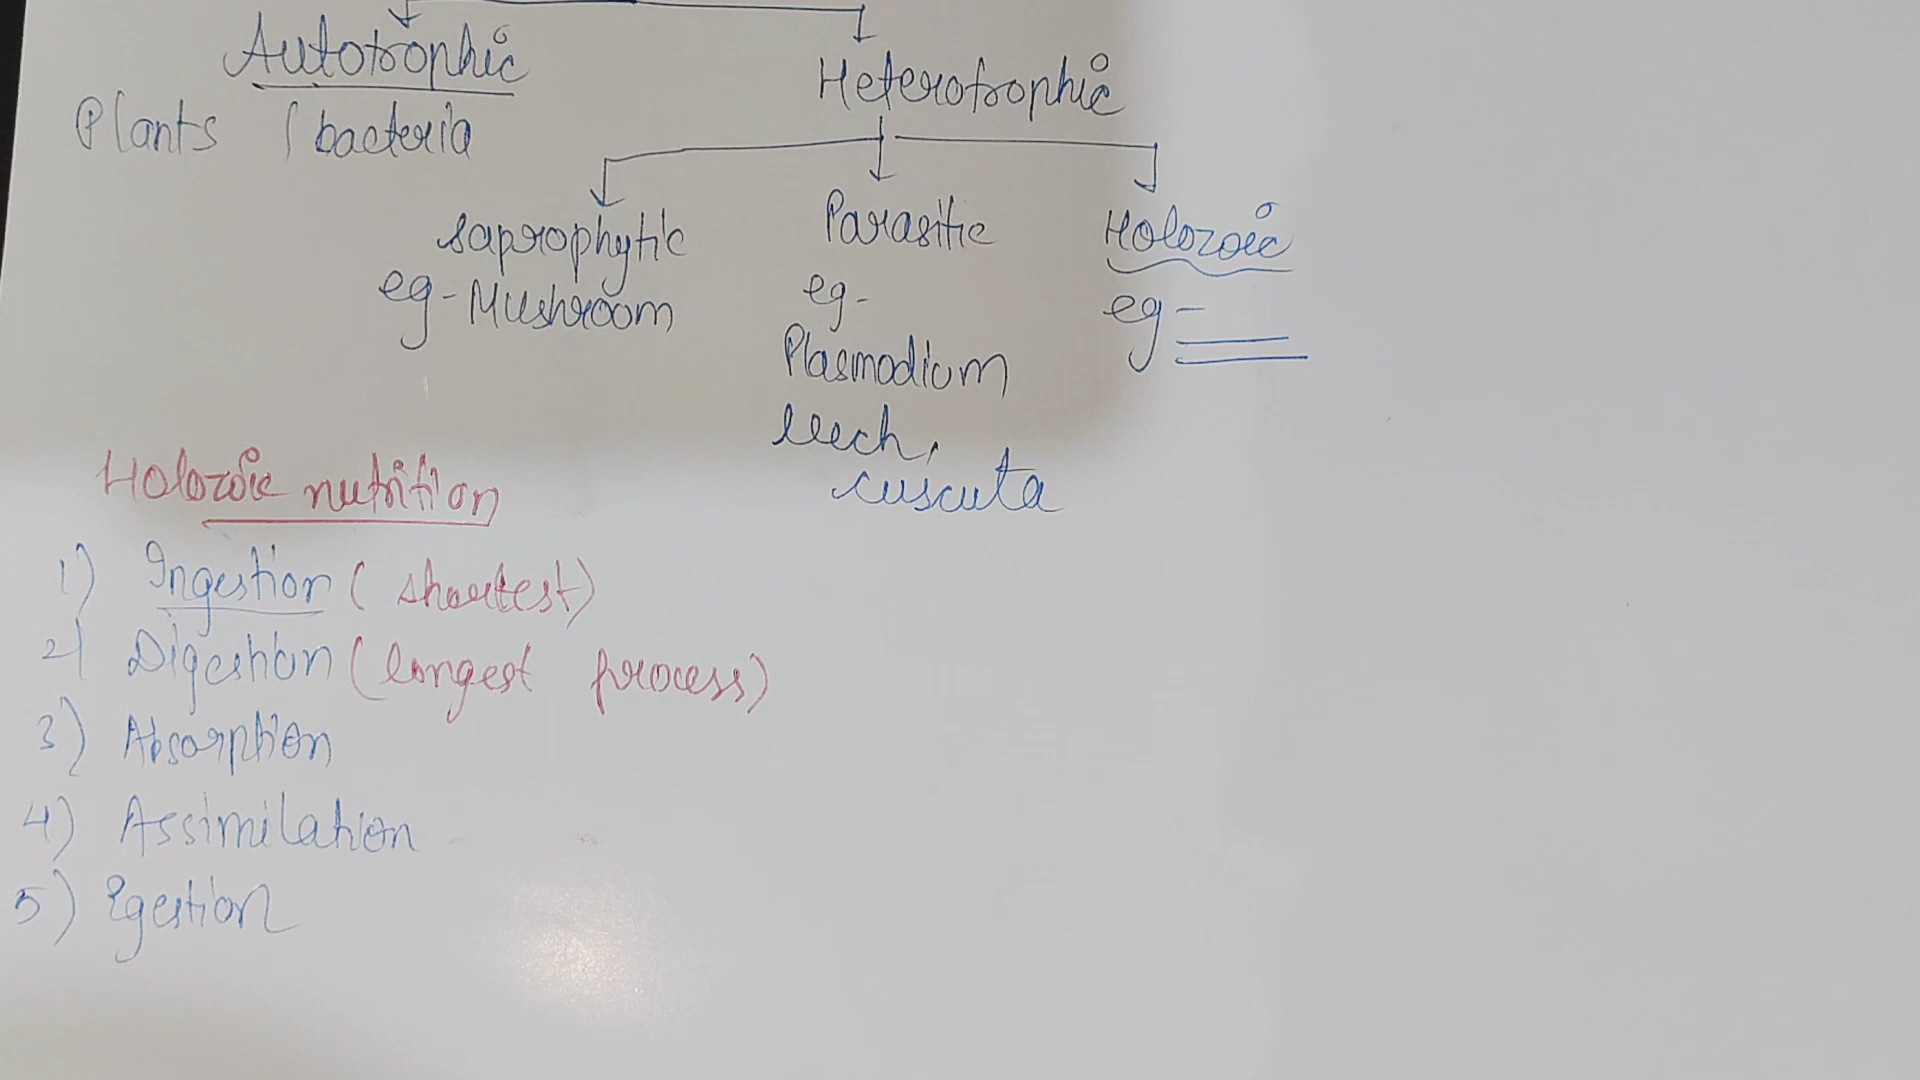 Autotrophic
Heterotrophic
Plants / bacteria
Saprophytic
Parasitic
Holozoic
eg- Mushroom
eg-
eg-
Plasmodium
leech,
cuscuta
Holozoic nutrition
1) Ingestion (shortest)
2) Digestion (longest process)
3) Absorption
4) Assimilation
5) Egestion